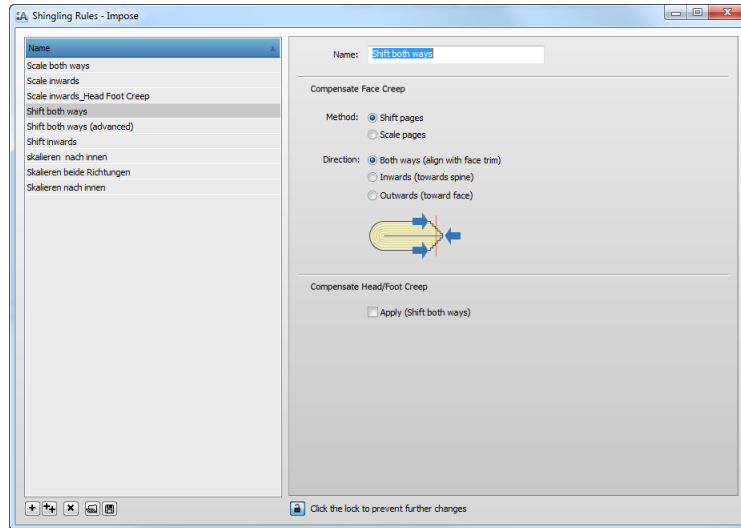 Shingling Rules - Impose
Name
Scale both ways
Scale inwards
Scale inwards_Head Foot Creep
Shift both ways
Shift both ways (advanced)
Shift inwards
skalieren  nach innen
Skalieren beide Richtungen
Skalieren nach innen
Name: Shift both ways
Compensate Face Creep
Method: Shift pages
Scale pages
Direction: Both ways (align with face trim)
Inwards (towards spine)
Outwards (toward face)
Compensate Head/Foot Creep
Apply (Shift both ways)
Click the lock to prevent further changes